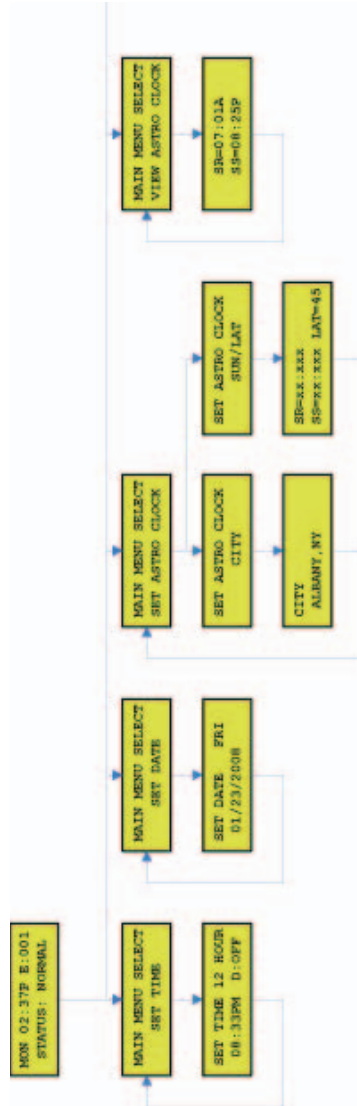 MON 02:37P E:001
STATUS: NORMAL
MAIN MENU SELECT
SET TIME
SET TIME 12 HOUR
08:33PM D:OFF
MAIN MENU SELECT
SET DATE
SET DATE FRI
01/23/2008
MAIN MENU SELECT
SET ASTRO CLOCK
SET ASTRO CLOCK
CITY
CITY
ALBANY,NY
SET ASTRO CLOCK
SUN/LAT
SR=xx:xxx
SS=xx:xxx LAT=45
MAIN MENU SELECT
VIEW ASTRO CLOCK
SR=07:01A
SS=08:25P